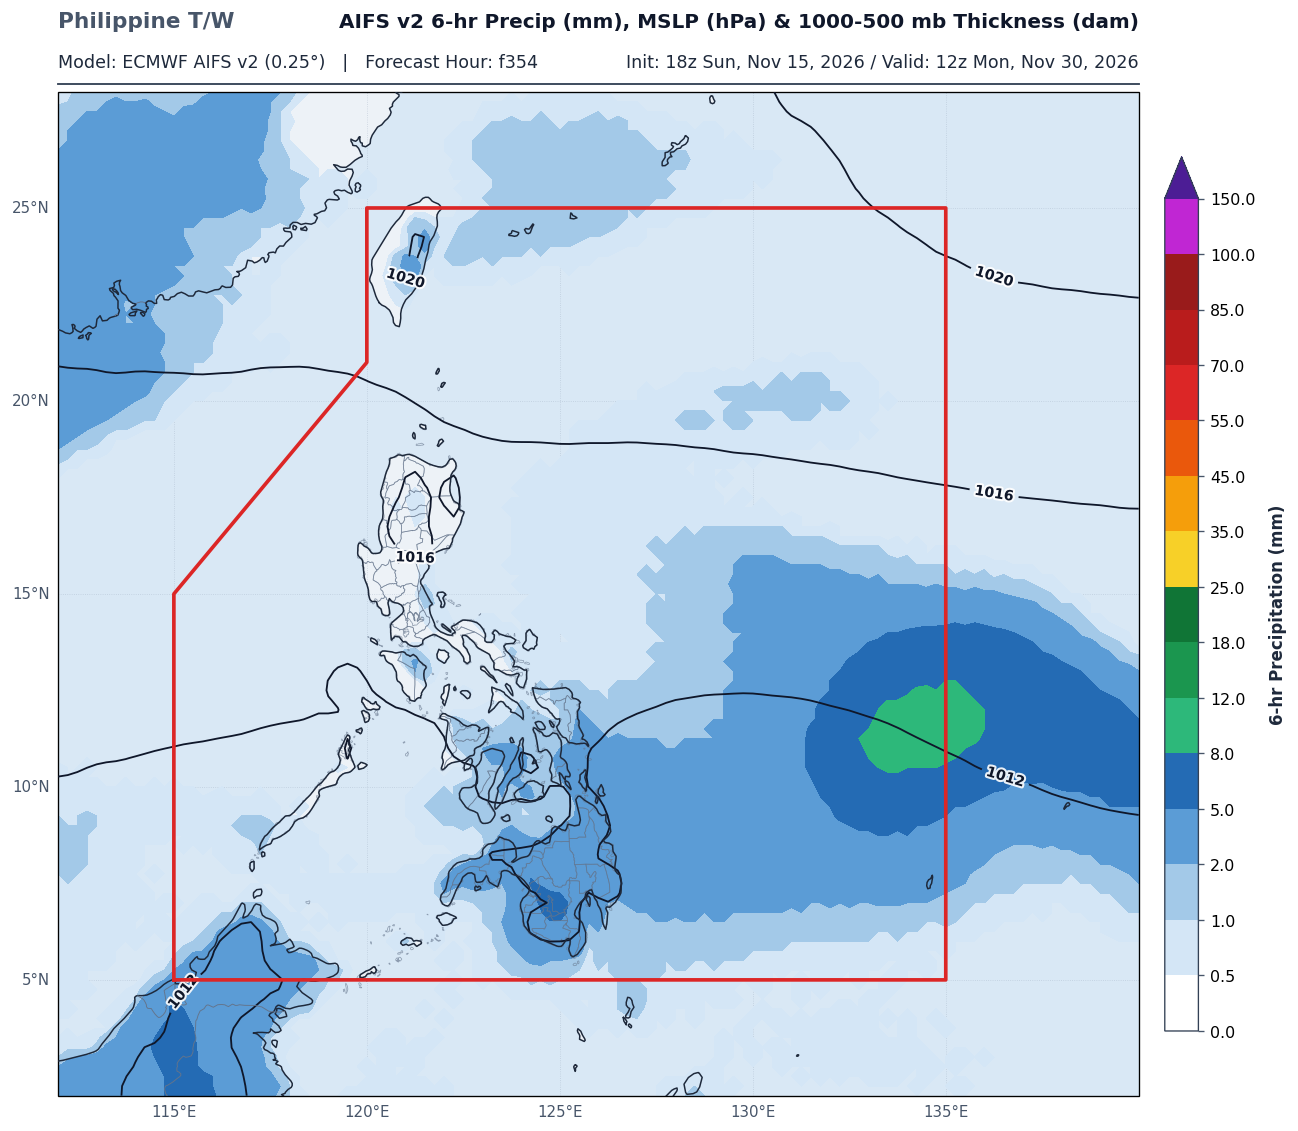 Philippine T/W
AIFS v2 6-hr Precip (mm), MSLP (hPa) & 1000-500 mb Thickness (dam)
Model: ECMWF AIFS v2 (0.25°) | Forecast Hour: f354
Init: 18z Sun, Nov 15, 2026 / Valid: 12z Mon, Nov 30, 2026
25°N
20°N
15°N
10°N
5°N
1020
1020
1016
1016
1012
1012
115°E
120°E
125°E
130°E
135°E
150.0
100.0
85.0
70.0
55.0
45.0
35.0
25.0
18.0
12.0
8.0
5.0
2.0
1.0
0.5
0.0
6-hr Precipitation (mm)